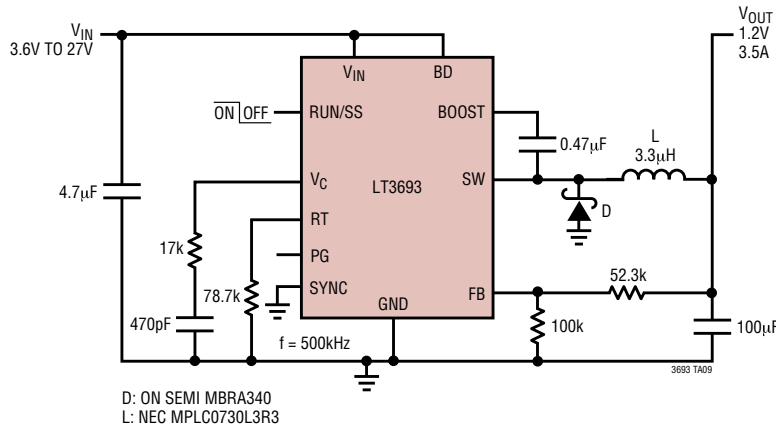 VIN
3.6V TO 27V
VOUT
1.2V
3.5A
VIN
BD
ON OFF
RUN/SS
BOOST
0.47µF
L
3.3µH
4.7µF
VC
LT3693
SW
D
RT
17k
PG
52.3k
78.7k
SYNC
FB
GND
470pF
f = 500kHz
100k
100µF
3693 TA09
D: ON SEMI MBRA340
L: NEC MPLC0730L3R3